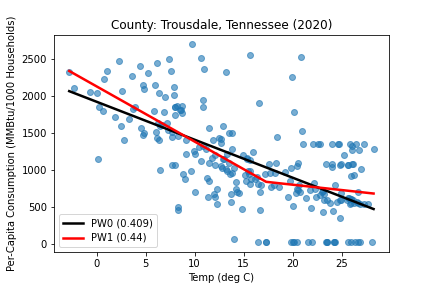 County: Trousdale, Tennessee (2020)
Per-Capita Consumption (MMBtu/1000 Households)
2500
2000
1500
1000
500
0
PW0 (0.409)
PW1 (0.44)
0 5 10 15 20 25
Temp (deg C)